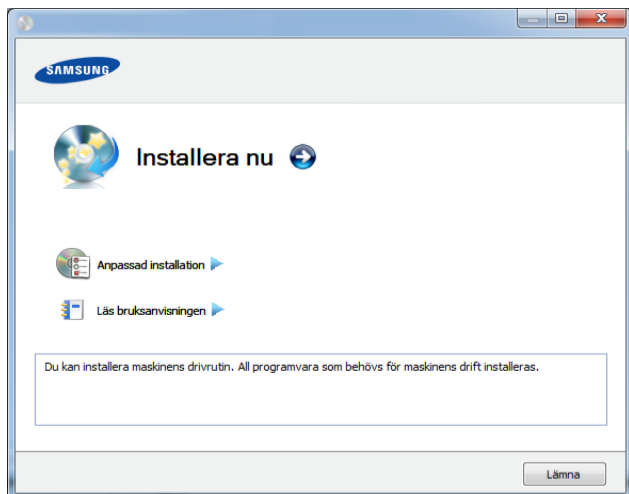 SAMSUNG
Installera nu
Anpassad installation
Läs bruksanvisningen
Du kan installera maskinens drivrutin. All programvara som behövs för maskinens drift installeras.
Lämna